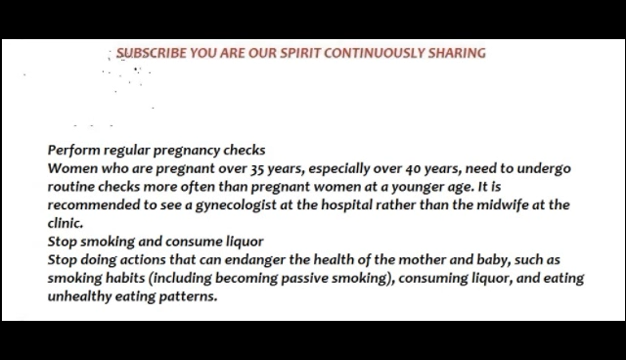 SUBSCRIBE YOU ARE OUR SPIRIT CONTINUOUSLY SHARING
Perform regular pregnancy checks
Women who are pregnant over 35 years, especially over 40 years, need to undergo
routine checks more often than pregnant women at a younger age. It is
recommended to see a gynecologist at the hospital rather than the midwife at the
clinic.
Stop smoking and consume liquor
Stop doing actions that can endanger the health of the mother and baby, such as
smoking habits (including becoming passive smoking), consuming liquor, and eating
unhealthy eating patterns.